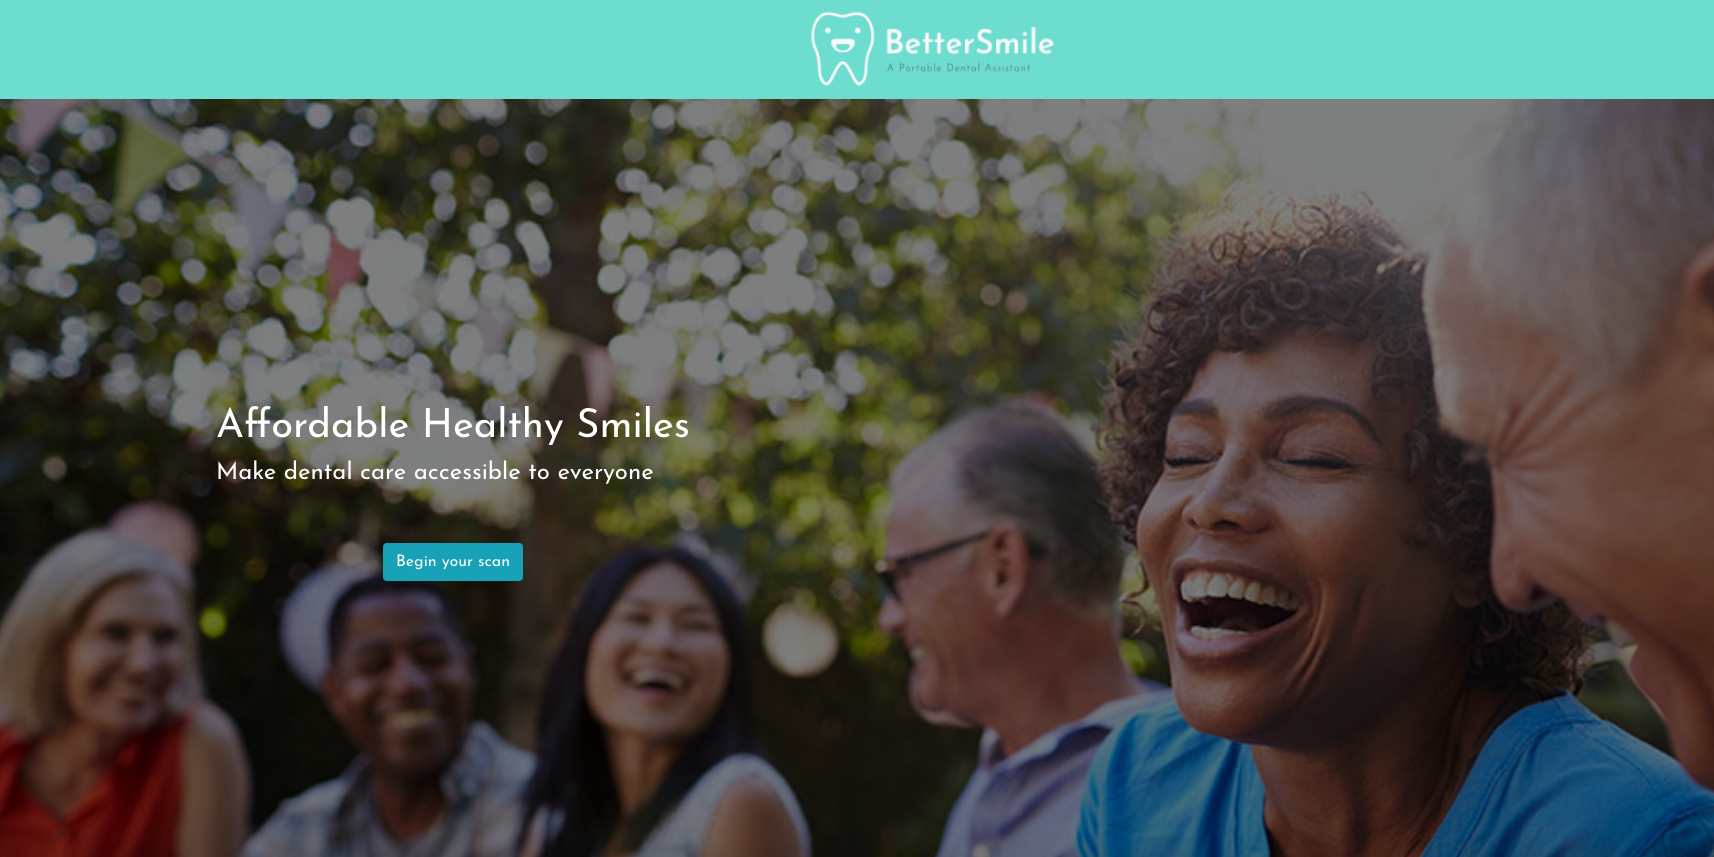 BetterSmile
A Portable Dental Assistant
Affordable Healthy Smiles
Make dental care accessible to everyone
Begin your scan